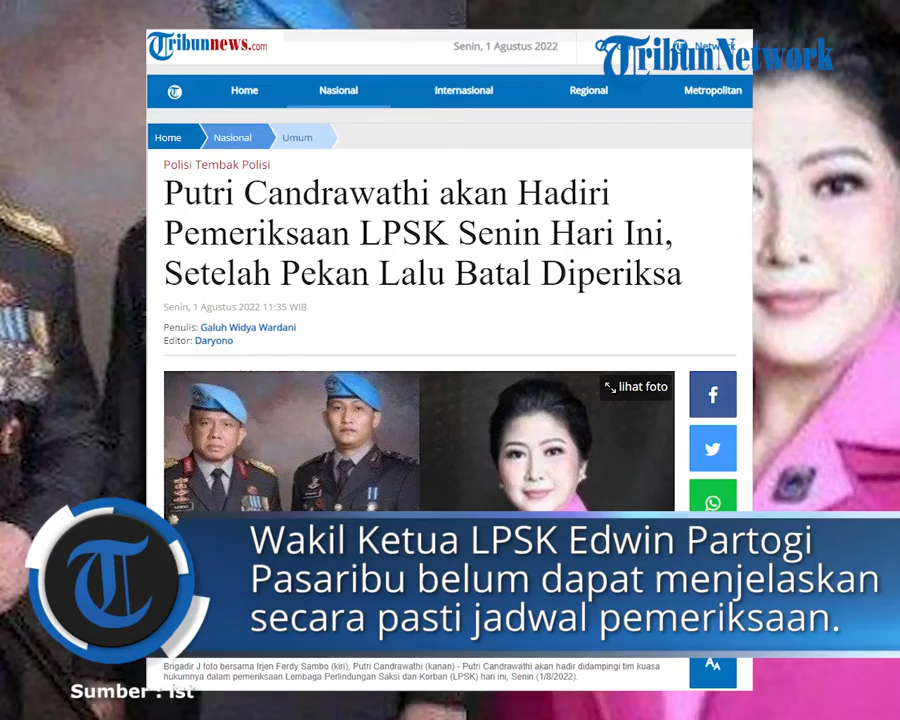 Tribunnews.com
Senin, 1 Agustus 2022
Network
TribunNetwork
Home
Nasional
Internasional
Regional
Metropolitan
Home
Nasional
Umum
Polisi Tembak Polisi
Putri Candrawathi akan Hadiri
Pemeriksaan LPSK Senin Hari Ini,
Setelah Pekan Lalu Batal Diperiksa
Senin, 1 Agustus 2022 11:35 WIB
Penulis: Galuh Widya Wardani
Editor: Daryono
lihat foto
Wakil Ketua LPSK Edwin Partogi
Pasaribu belum dapat menjelaskan
secara pasti jadwal pemeriksaan.
Brigadir J foto bersama Irjen Ferdy Sambo (kiri), Putri Candrawathi (kanan) - Putri Candrawathi akan hadir didampingi tim kuasa
hukumnya dalam pemeriksaan Lembaga Perlindungan Saksi dan Korban (LPSK) hari ini, Senin (1/8/2022).
AA
Sumber : Ist